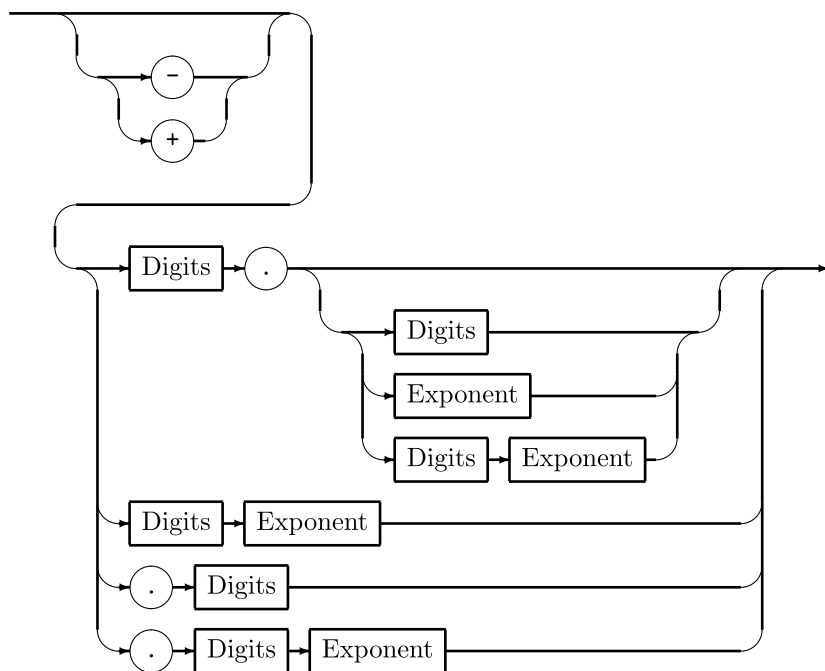 -
+
Digits .
Digits
Exponent
Digits Exponent
Digits Exponent
. Digits
. Digits Exponent